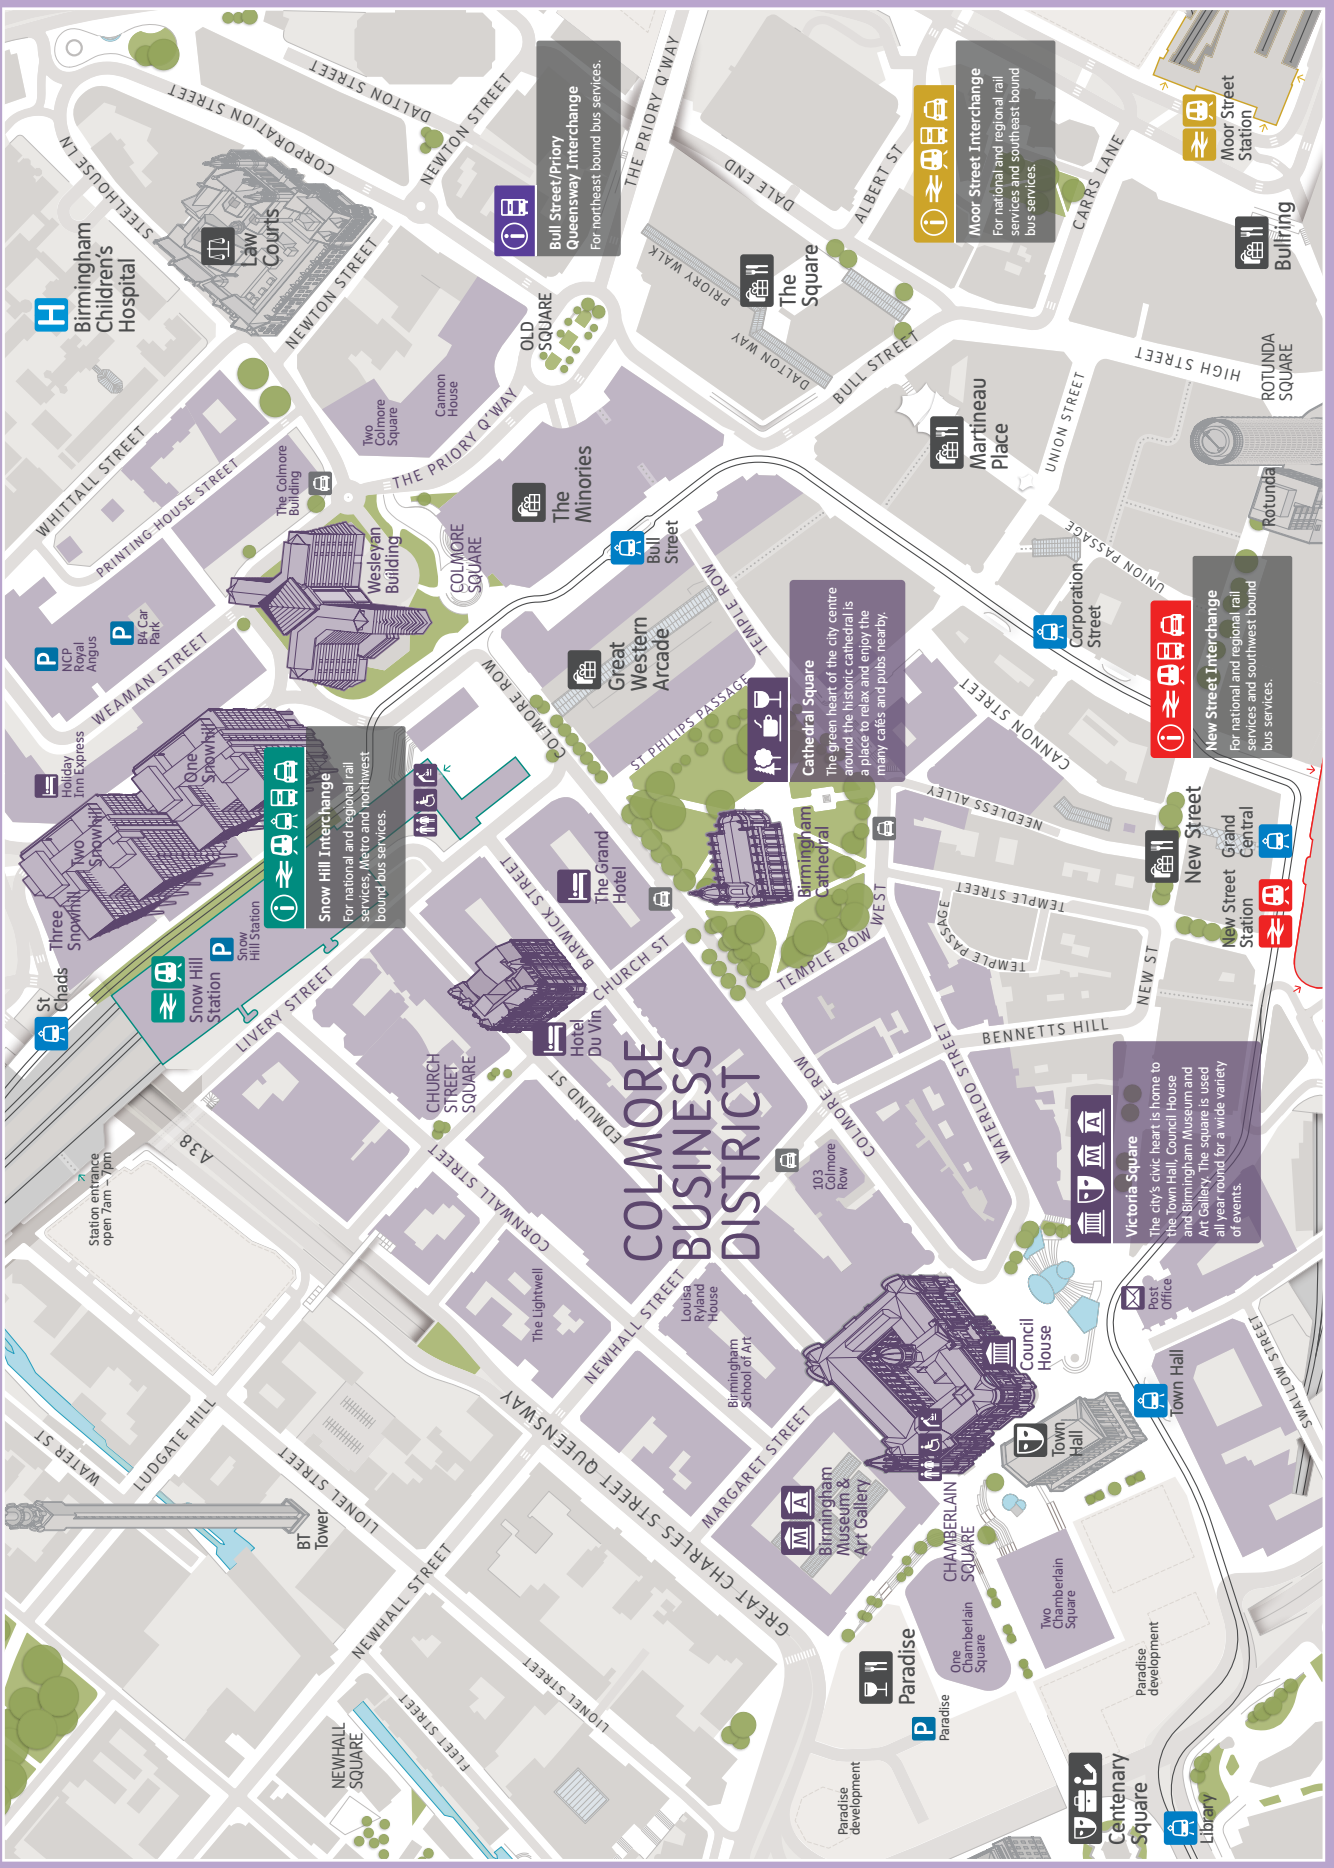 St
Chads
Three
Snowhill
Two
Snowhill
One
Snowhill
Holiday
Inn Express
P
NCP
Royal
Angus
P
B4 Car
Park
WEAMAN STREET
PRINTING HOUSE STREET
WHITTALL STREET
H
Birmingham
Children's
Hospital
STEELHOUSE LN
Law
Courts
CORPORATION STREET
DALTON STREET
NEWTON STREET
NEWTON STREET
Snow Hill
Station
P
Snow
Hill Station
LIVERY STREET
i
Snow Hill Interchange
For national and regional rail
services, Metro and northwest
bound bus services.
Wesleyan
Building
The Colmore
Building
COLMORE
SQUARE
Two
Colmore
Square
Cannon
House
THE PRIORY Q'WAY
OLD
SQUARE
i
Bull Street/Priory
Queensway Interchange
For northeast bound bus services.
THE PRIORY Q'WAY
The
Minories
Bull
Street
COLMORE ROW
Great
Western
Arcade
TEMPLE ROW
ST PHILIPS PASSAGE
PRIORY WALK
DALTON WAY
The
Square
DALE END
ALBERT ST
BULL STREET
i
Moor Street Interchange
For national and regional rail
services and southeast bound
bus services.
CARRS LANE
Moor Street
Station
Bullring
HIGH STREET
ROTUNDA
SQUARE
Rotunda
Martineau
Place
UNION STREET
UNION PASSAGE
Corporation
Street
i
New Street Interchange
For national and regional rail
services and southwest bound
bus services.
CANNON STREET
NEEDLESS ALLEY
Cathedral Square
The green heart of the city centre
around the historic cathedral is
a place to relax and enjoy the
many cafés and pubs nearby.
Birmingham
Cathedral
TEMPLE ROW WEST
TEMPLE STREET
TEMPLE PASSAGE
TEMPLE STREET
New Street
Grand
Central
New Street
Station
NEW ST
BENNETTS HILL
WATERLOO STREET
WATERLOO STREET
The Grand
Hotel
BARWICK STREET
CHURCH ST
Hotel
Du Vin
CHURCH
STREET
SQUARE
EDMUND ST
COLMORE
BUSINESS
DISTRICT
COLMORE ROW
103
Colmore
Row
CORNWALL STREET
A38
Station entrance
open 7am – 7pm
The Lightwell
NEWHALL STREET
Louisa
Ryland
House
Birmingham
School of Art
MARGARET STREET
GREAT CHARLES STREET QUEENSWAY
M A
Birmingham
Museum &
Art Gallery
Council
House
Town
Hall
CHAMBERLAIN
SQUARE
M A
Victoria Square
The city's civic heart is home to
the Town Hall, Council House
and Birmingham Museum and
Art Gallery. The square is used
all year round for a wide variety
of events.
Post
Office
Town Hall
SWALLOW STREET
One
Chamberlain
Square
Two
Chamberlain
Square
Paradise
P
Paradise
Paradise
development
Paradise
development
Centenary
Square
Library
WATER ST
LUDGATE HILL
LIONEL STREET
BT
Tower
NEWHALL STREET
NEWHALL
SQUARE
FLEET STREET
LIONEL STREET